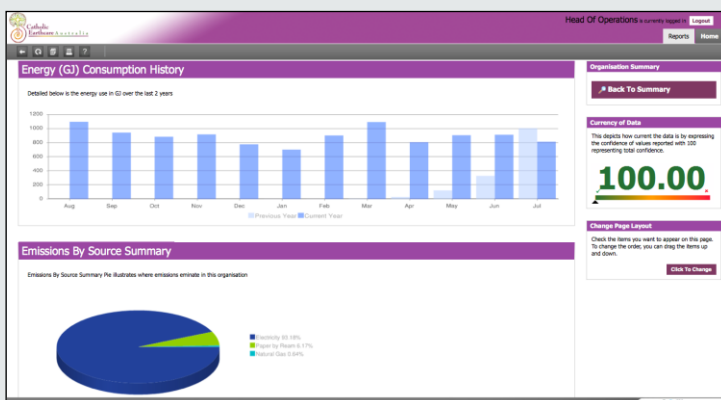 Catholic
Earthcare Australia
Head Of Operations is currently logged in Logout
Reports Home
?
Energy (GJ) Consumption History
Detailed below is the energy use in GJ over the last 2 years
1200
1000
800
600
400
200
0
Aug Sep Oct Nov Dec Jan Feb Mar Apr May Jun Jul
Previous Year Current Year
Emissions By Source Summary
Emissions By Source Summary Pie illustrates where emissions eminate in this organisation
Electricity 93.19%
Paper by Ream 6.17%
Natural Gas 0.64%
Organisation Summary
Back To Summary
Currency of Data
This depicts how current the data is by expressing
the confidence of values reported with 100
representing total confidence.
100.00
Change Page Layout
Check the items you want to appear on this page.
To change the order, you can drag the items up
and down.
Click To Change